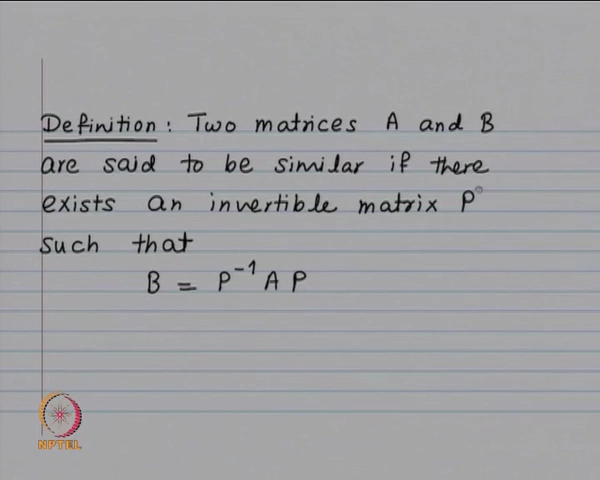 Definition: Two matrices A and B
are said to be similar if there
exists an invertible matrix P
such that
B = P⁻¹ A P
NPTEL